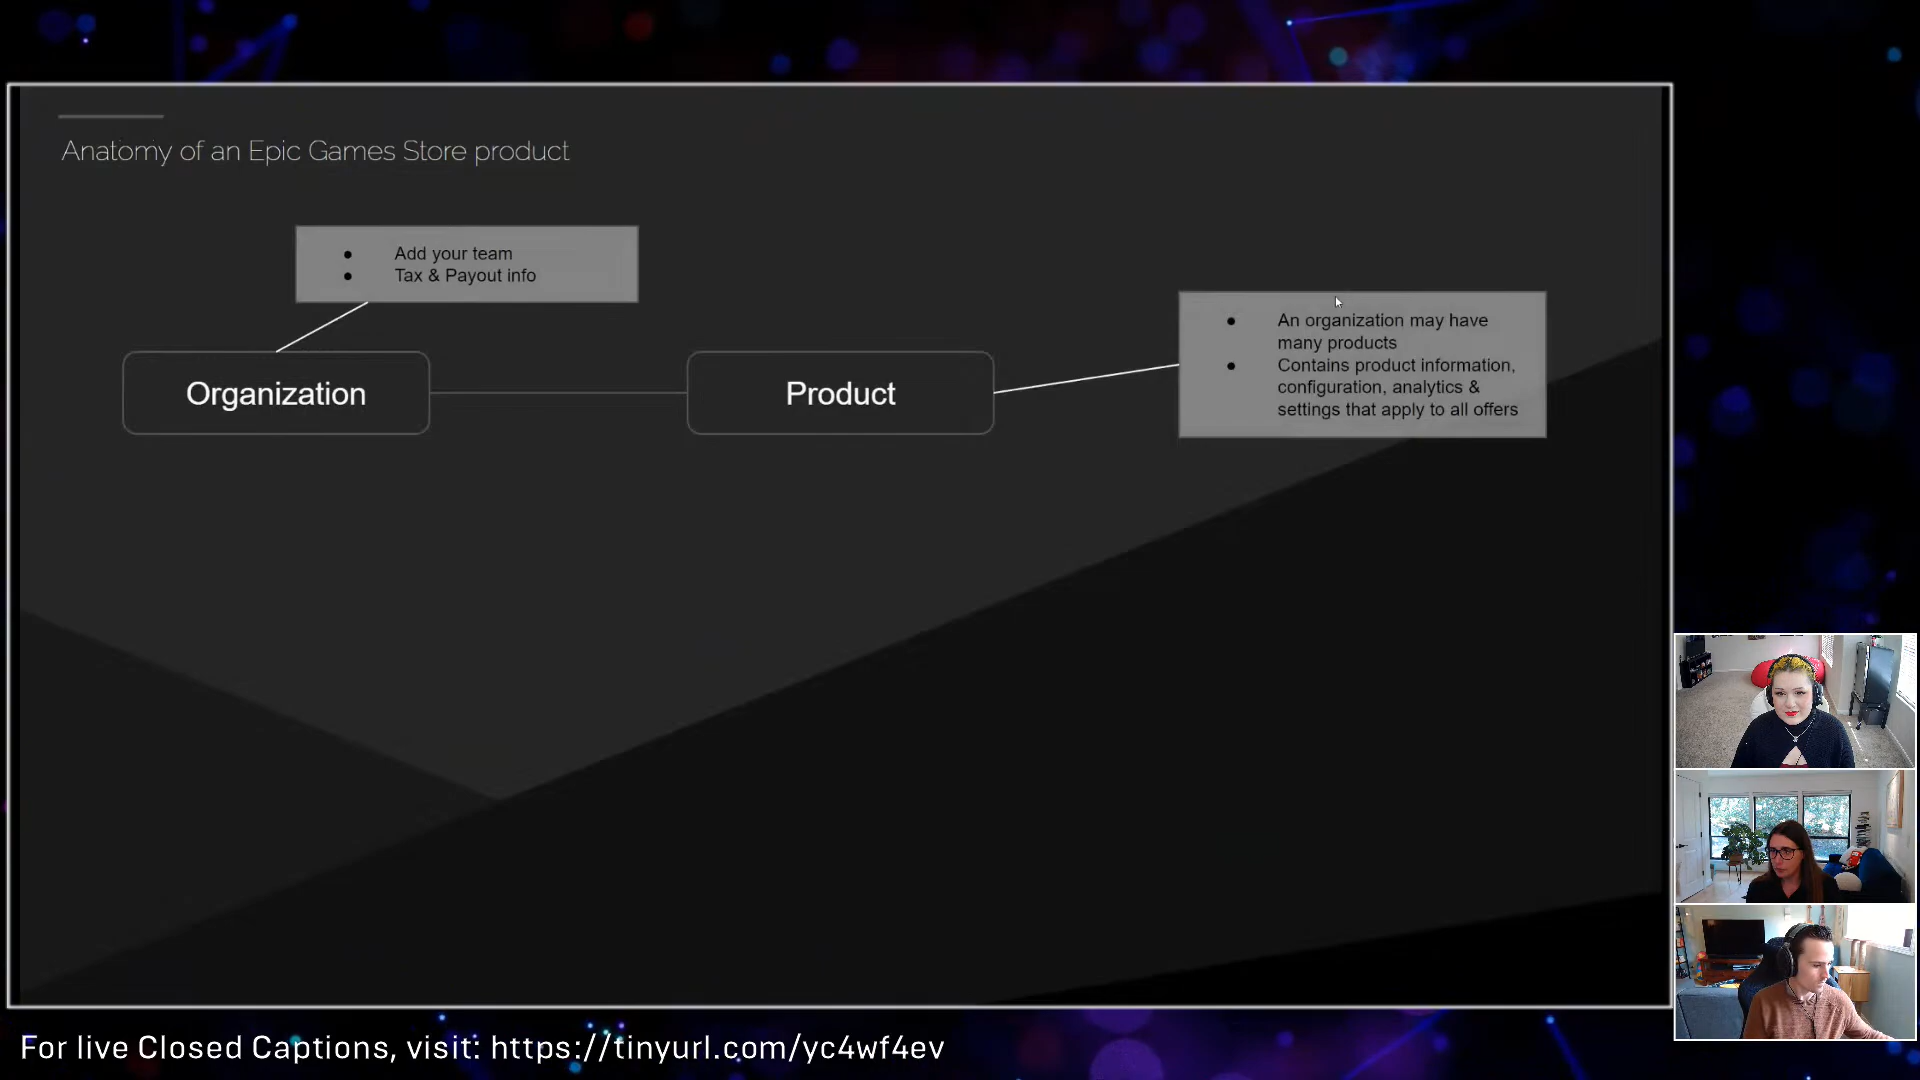 Anatomy of an Epic Games Store product
● Add your team
● Tax & Payout info
Organization
Product
● An organization may have
many products
● Contains product information,
configuration, analytics &
settings that apply to all offers
For live Closed Captions, visit: https://tinyurl.com/yc4wf4ev